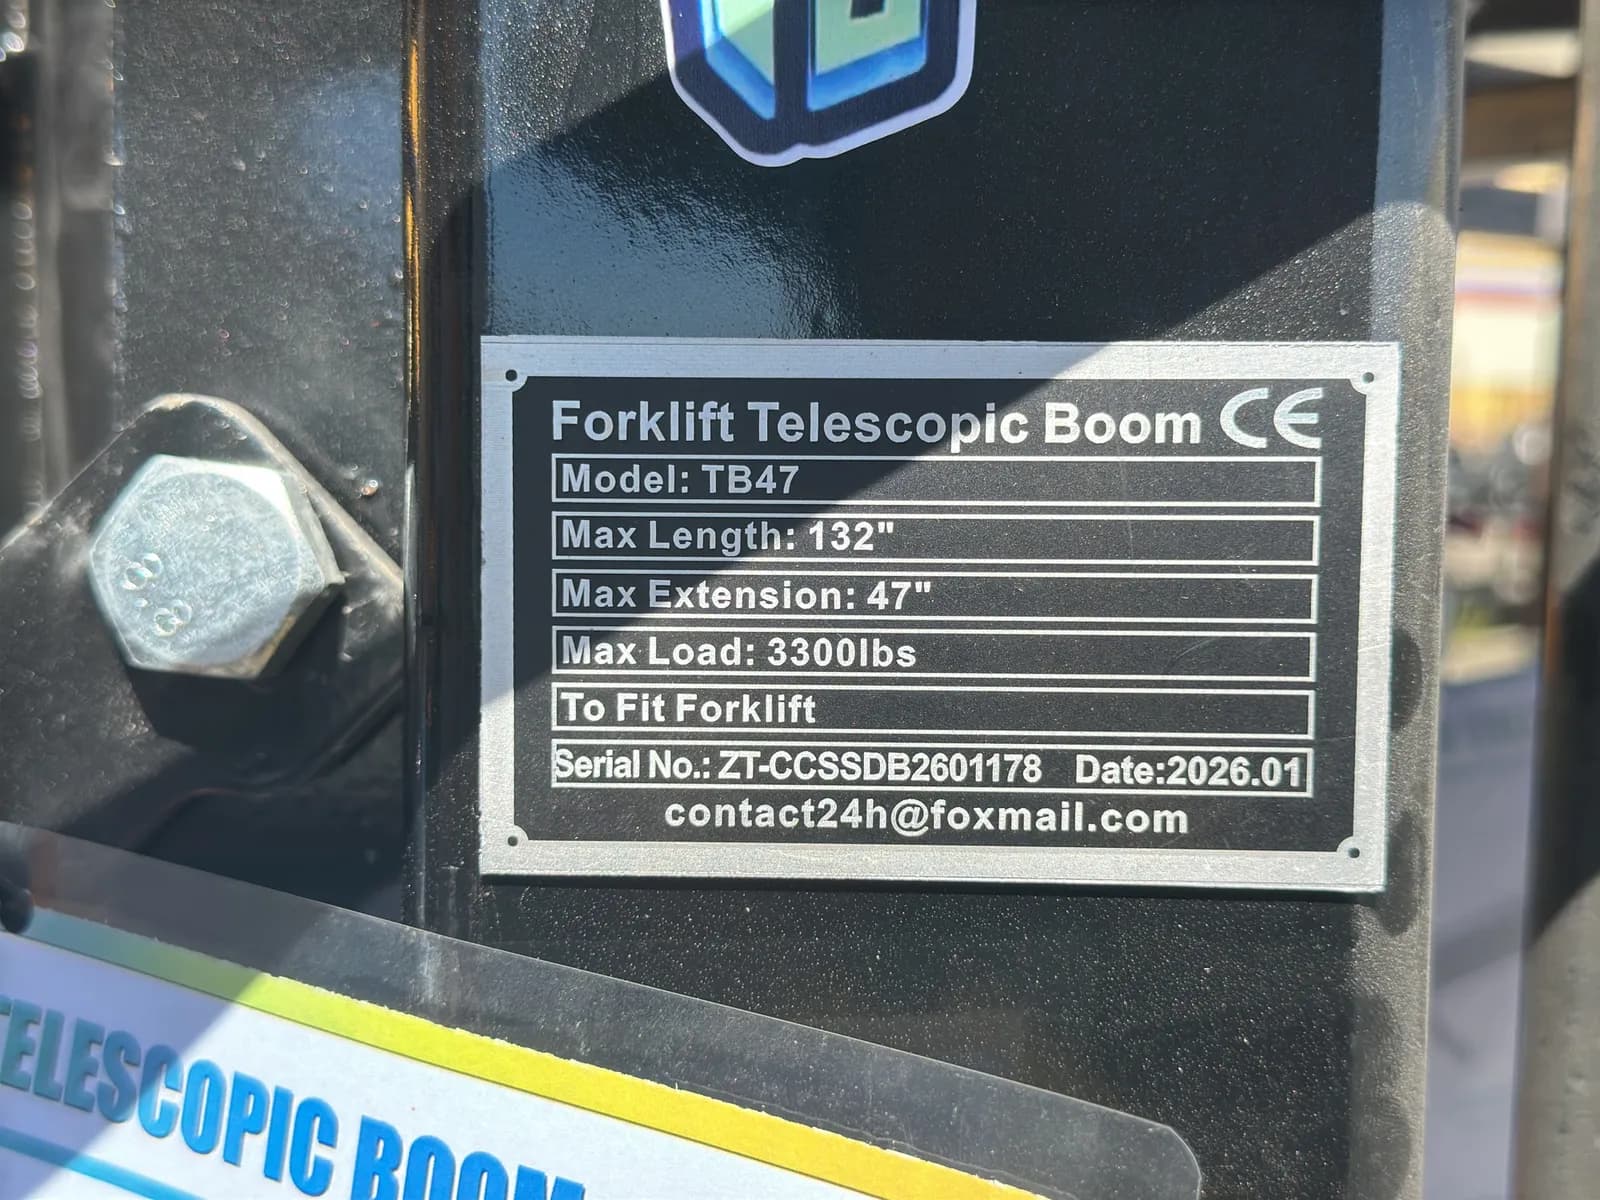 Forklift Telescopic Boom CE
Model: TB47
Max Length: 132"
Max Extension: 47"
Max Load: 3300lbs
To Fit Forklift
Serial No.: ZT-CCSSDB2601178 Date:2026.01
contact24h@foxmail.com
8.8
TELESCOPIC BOOM